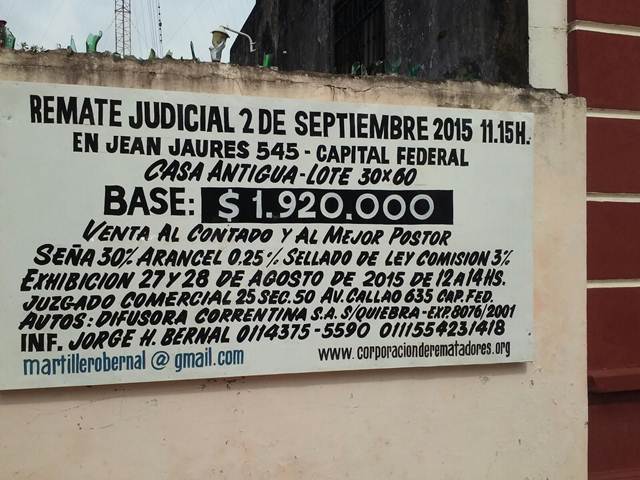 REMATE JUDICIAL 2 DE SEPTIEMBRE 2015 11.15H.
EN JEAN JAURES 545 - CAPITAL FEDERAL
CASA ANTIGUA - LOTE 30x60
BASE: $ 1.920.000
VENTA AL CONTADO Y AL MEJOR POSTOR
SEÑA 30% ARANCEL 0,25% SELLADO DE LEY COMISION 3%
EXHIBICION 27 Y 28 DE AGOSTO DE 2015 DE 12 A 14 HS.
JUZGADO COMERCIAL 25 SEC. 50 AV. CALLAO 635 CAP. FED.
AUTOS: DIFUSORA CORRENTINA S.A. S/QUIEBRA - EXP. 8076/2001
INF. JORGE H. BERNAL 0114375-5590 0111554231418
martillerobernal @ gmail.com www.corporacionderematadores.org